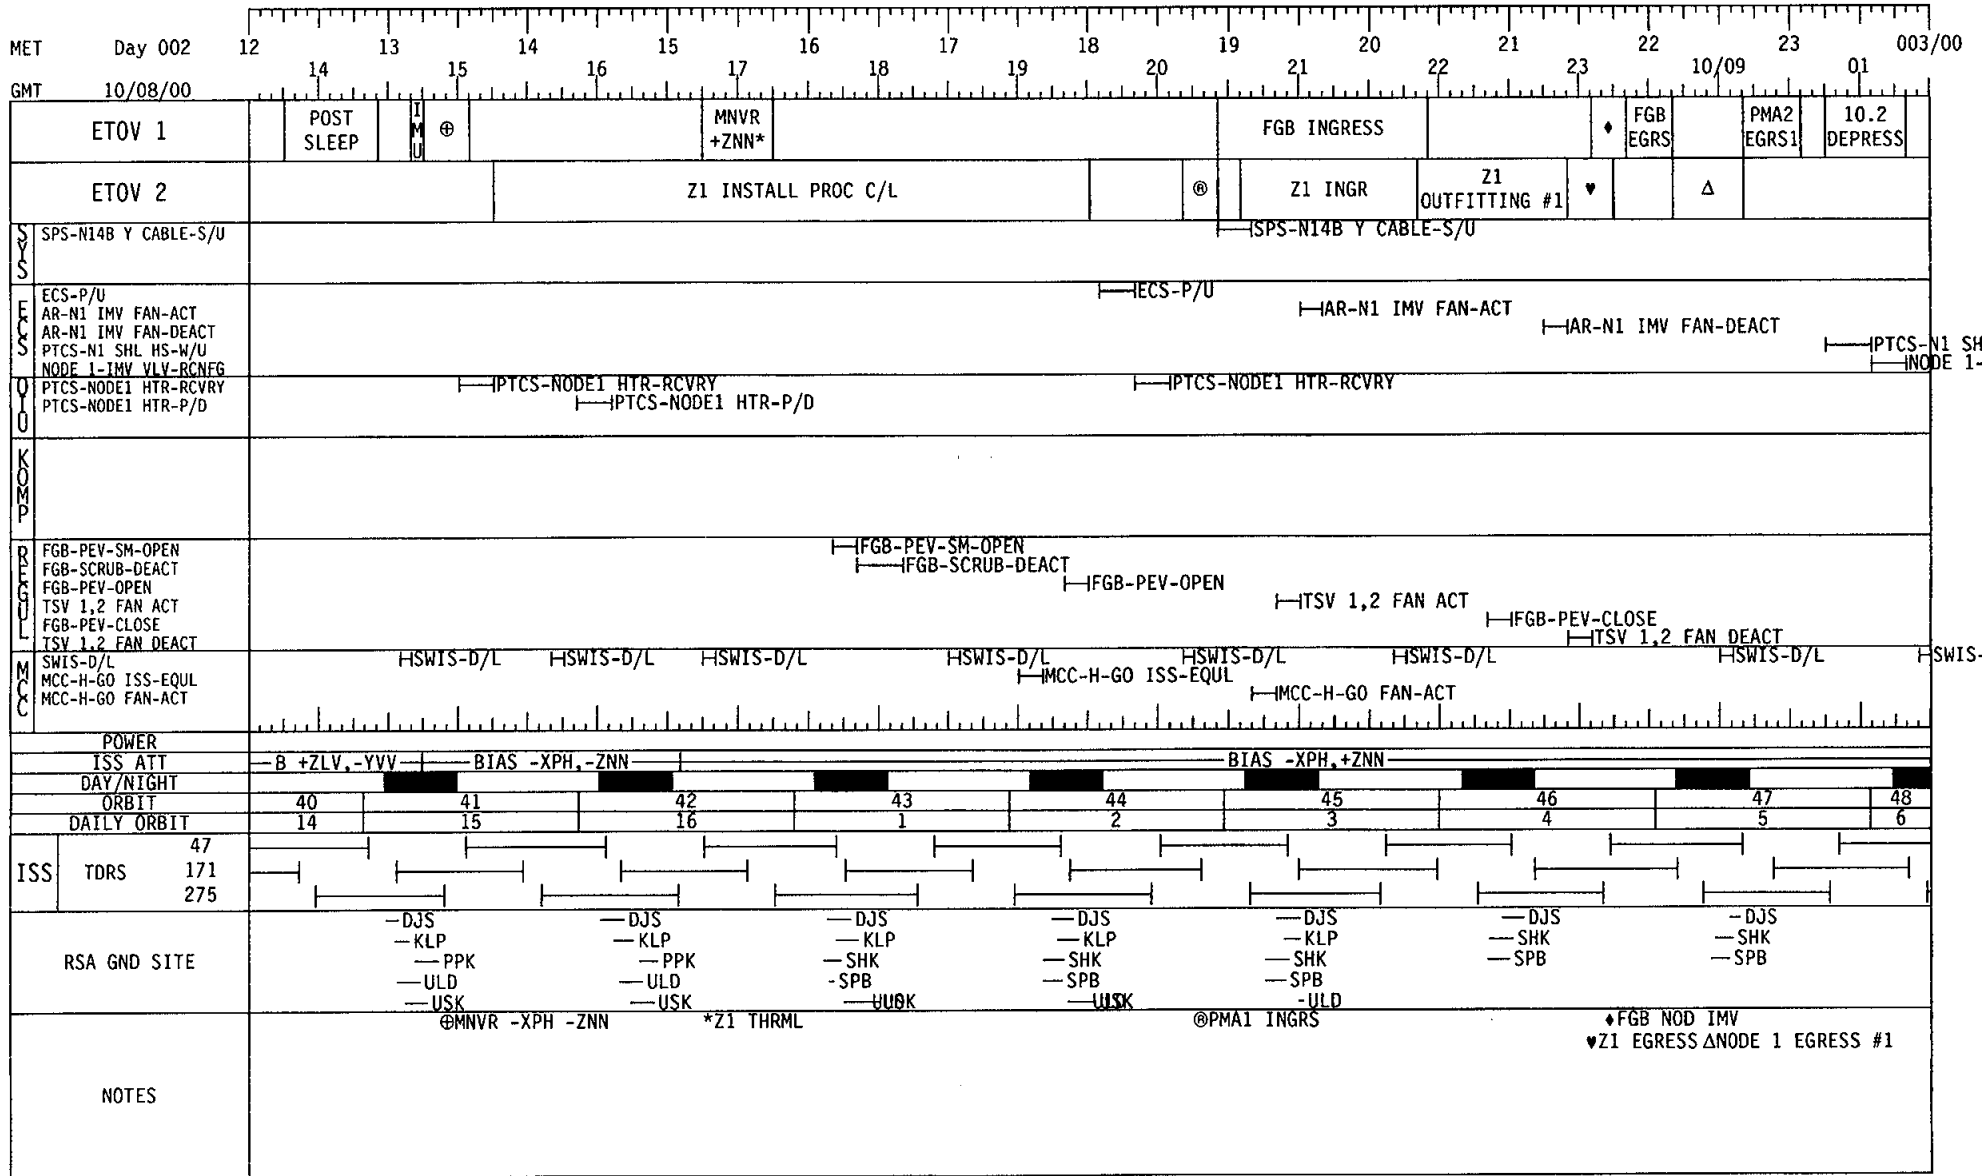 MET Day 002 12 13 14 15 16 17 18 19 20 21 22 23 003/00
14 15 16 17 18 19 20 21 22 23 10/09 01
GMT 10/08/00
ETOV 1 POST SLEEP IMU ⊕ MNVR +ZNN* FGB INGRESS ♦ FGB EGRS PMA2 EGRS1 10.2 DEPRESS
ETOV 2 Z1 INSTALL PROC C/L ® Z1 INGR Z1 OUTFITTING #1 ♥ Δ
SYS
SPS-N14B Y CABLE-S/U SPS-N14B Y CABLE-S/U
ECS
ECS-P/U ECS-P/U
AR-N1 IMV FAN-ACT AR-N1 IMV FAN-ACT
AR-N1 IMV FAN-DEACT AR-N1 IMV FAN-DEACT
PTCS-N1 SHL HS-W/U PTCS-N1 SH
NODE 1-IMV VLV-RCNFG NODE 1-
OIU
PTCS-NODE1 HTR-RCVRY PTCS-NODE1 HTR-RCVRY PTCS-NODE1 HTR-RCVRY
PTCS-NODE1 HTR-P/D PTCS-NODE1 HTR-P/D
KOMP
REGUL
FGB-PEV-SM-OPEN FGB-PEV-SM-OPEN
FGB-SCRUB-DEACT FGB-SCRUB-DEACT
FGB-PEV-OPEN FGB-PEV-OPEN
TSV 1,2 FAN ACT TSV 1,2 FAN ACT
FGB-PEV-CLOSE FGB-PEV-CLOSE
TSV 1,2 FAN DEACT TSV 1,2 FAN DEACT
MCC
SWIS-D/L SWIS-D/L SWIS-D/L SWIS-D/L SWIS-D/L SWIS-D/L SWIS-D/L SWIS-D/L SWIS-
MCC-H-GO ISS-EQUL MCC-H-GO ISS-EQUL
MCC-H-GO FAN-ACT MCC-H-GO FAN-ACT
POWER
ISS ATT B +ZLV,-YVV BIAS -XPH,-ZNN BIAS -XPH,+ZNN
DAY/NIGHT
ORBIT 40 41 42 43 44 45 46 47 48
DAILY ORBIT 14 15 16 1 2 3 4 5 6
47
ISS TDRS 171
275
DJS DJS DJS DJS DJS DJS DJS
KLP KLP KLP KLP KLP SHK SHK
RSA GND SITE PPK PPK SHK SHK SHK SPB SPB
ULD ULD SPB SPB SPB
USK USK ULD
⊕MNVR -XPH -ZNN *Z1 THRML ®PMA1 INGRS ♦FGB NOD IMV
♥Z1 EGRESS ΔNODE 1 EGRESS #1
NOTES